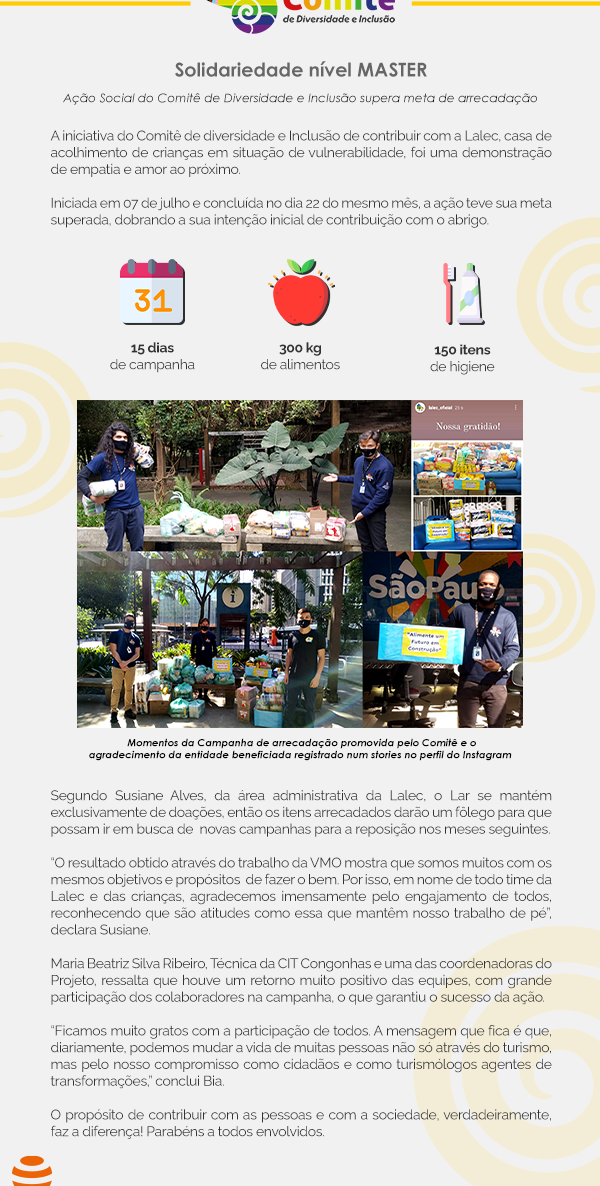 Comitê
de Diversidade e Inclusão
Solidariedade nível MASTER
Ação Social do Comitê de Diversidade e Inclusão supera meta de arrecadação
A iniciativa do Comitê de diversidade e Inclusão de contribuir com a Lalec, casa de
acolhimento de crianças em situação de vulnerabilidade, foi uma demonstração
de empatia e amor ao próximo.
Iniciada em 07 de julho e concluída no dia 22 do mesmo mês, a ação teve sua meta
superada, dobrando a sua intenção inicial de contribuição com o abrigo.
31
15 dias
de campanha
300 kg
de alimentos
150 itens
de higiene
lalec_oficial 23 h
Nossa gratidão!
i
São Paulo
"Alimente um
Futuro em
Construção"
Momentos da Campanha de arrecadação promovida pelo Comitê e o
agradecimento da entidade beneficiada registrado num stories no perfil do Instagram
Segundo Susiane Alves, da área administrativa da Lalec, o Lar se mantém
exclusivamente de doações, então os itens arrecadados darão um fôlego para que
possam ir em busca de novas campanhas para a reposição nos meses seguintes.
“O resultado obtido através do trabalho da VMO mostra que somos muitos com os
mesmos objetivos e propósitos de fazer o bem. Por isso, em nome de todo time da
Lalec e das crianças, agradecemos imensamente pelo engajamento de todos,
reconhecendo que são atitudes como essa que mantêm nosso trabalho de pé”,
declara Susiane.
Maria Beatriz Silva Ribeiro, Técnica da CIT Congonhas e uma das coordenadoras do
Projeto, ressalta que houve um retorno muito positivo das equipes, com grande
participação dos colaboradores na campanha, o que garantiu o sucesso da ação.
“Ficamos muito gratos com a participação de todos. A mensagem que fica é que,
diariamente, podemos mudar a vida de muitas pessoas não só através do turismo,
mas pelo nosso compromisso como cidadãos e como turismólogos agentes de
transformações,” conclui Bia.
O propósito de contribuir com as pessoas e com a sociedade, verdadeiramente,
faz a diferença! Parabéns a todos envolvidos.